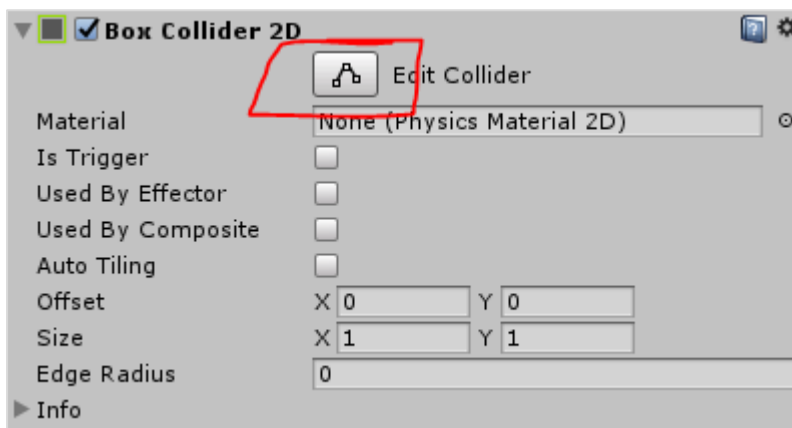 Box Collider 2D
Edit Collider
Material None (Physics Material 2D)
Is Trigger
Used By Effector
Used By Composite
Auto Tiling
Offset X 0 Y 0
Size X 1 Y 1
Edge Radius 0
Info